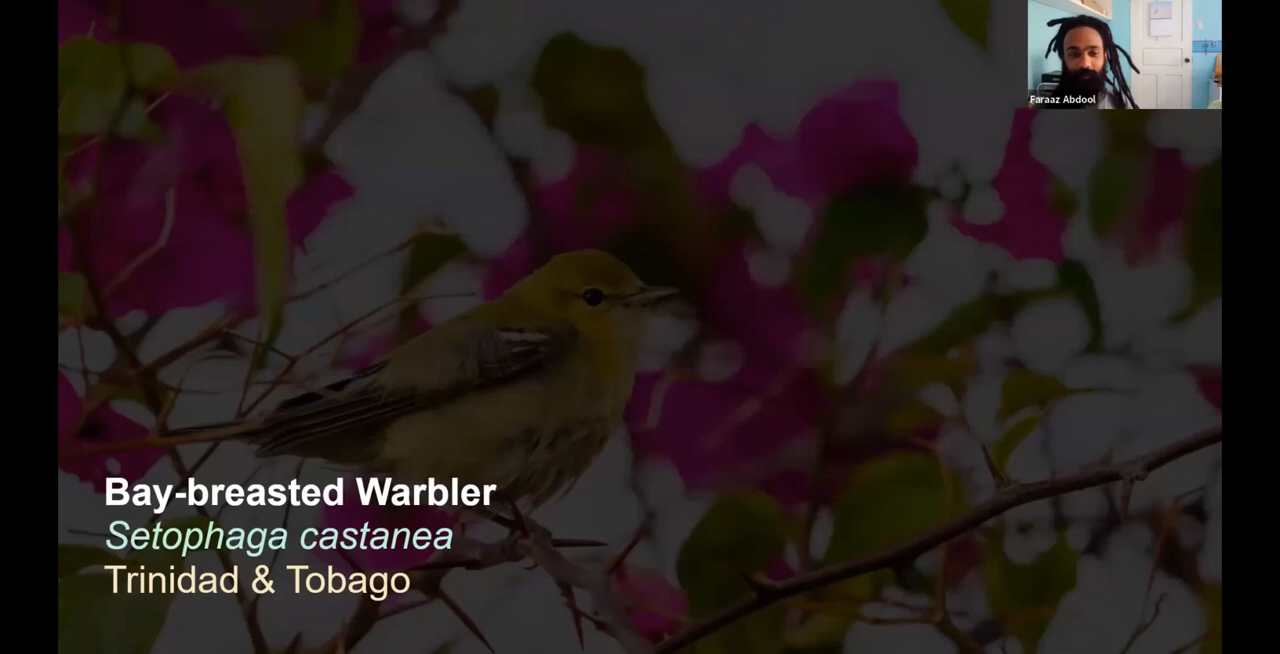 Faraaz Abdool
Bay-breasted Warbler
Setophaga castanea
Trinidad & Tobago